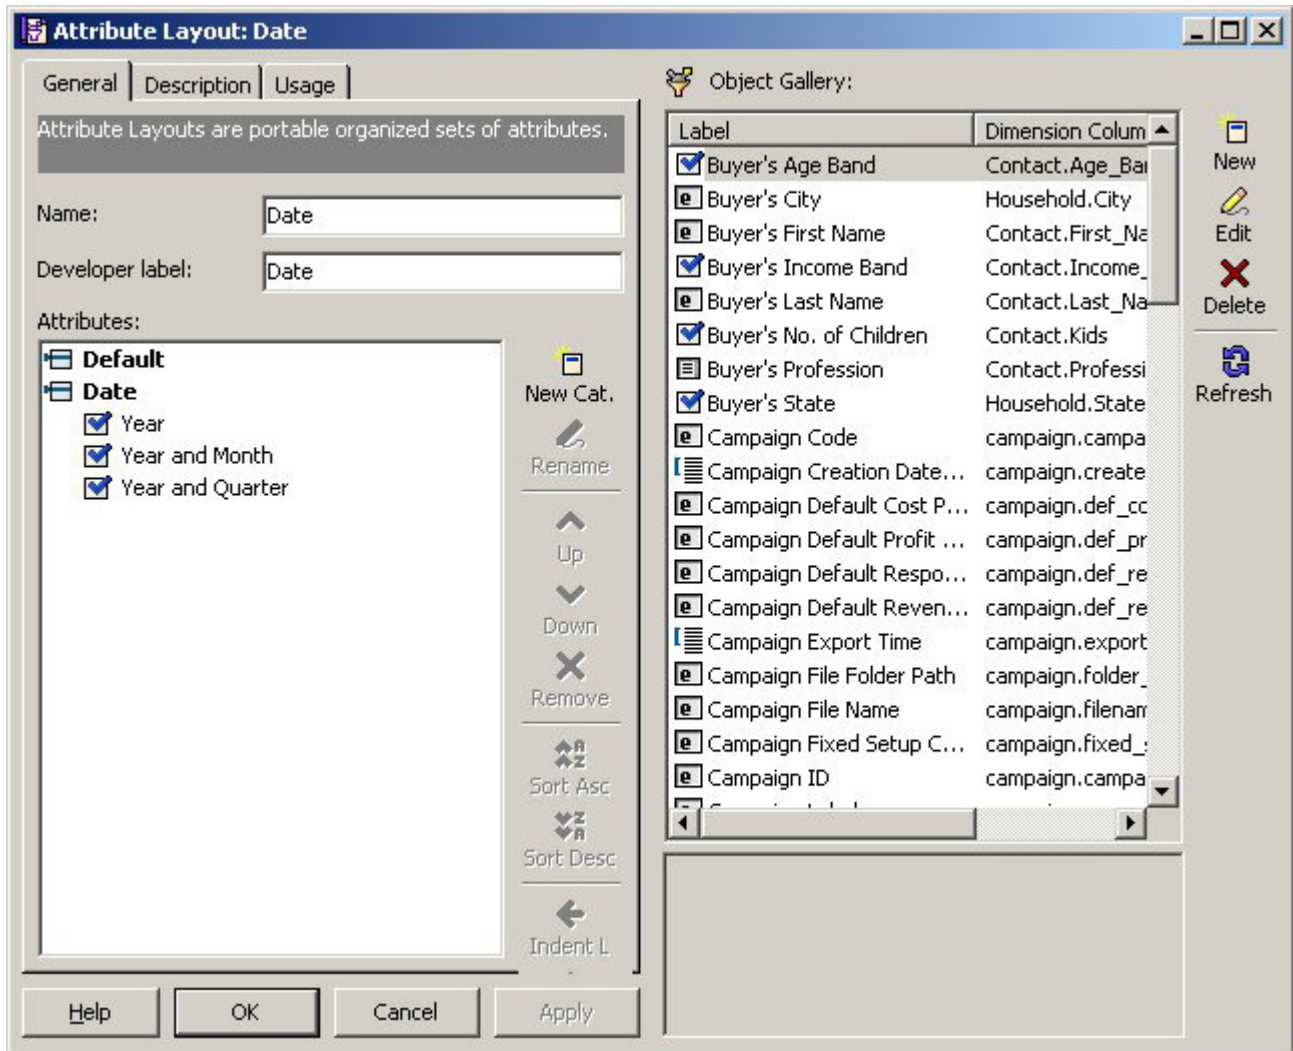 Attribute Layout: Date
General Description Usage
Attribute Layouts are portable organized sets of attributes.
Name: Date
Developer label: Date
Attributes:
Default
Date
Year
Year and Month
Year and Quarter
New Cat.
Rename
Up
Down
Remove
Sort Asc
Sort Desc
Indent L
Help OK Cancel Apply
Object Gallery:
Label Dimension Colum
Buyer's Age Band Contact.Age_Ba
Buyer's City Household.City
Buyer's First Name Contact.First_Na
Buyer's Income Band Contact.Income_
Buyer's Last Name Contact.Last_Na
Buyer's No. of Children Contact.Kids
Buyer's Profession Contact.Professi
Buyer's State Household.State
Campaign Code campaign.campa
Campaign Creation Date... campaign.create
Campaign Default Cost P... campaign.def_cc
Campaign Default Profit ... campaign.def_pr
Campaign Default Respo... campaign.def_re
Campaign Default Reven... campaign.def_re
Campaign Export Time campaign.export
Campaign File Folder Path campaign.folder_
Campaign File Name campaign.filenam
Campaign Fixed Setup C... campaign.fixed_
Campaign ID campaign.campa
New
Edit
Delete
Refresh